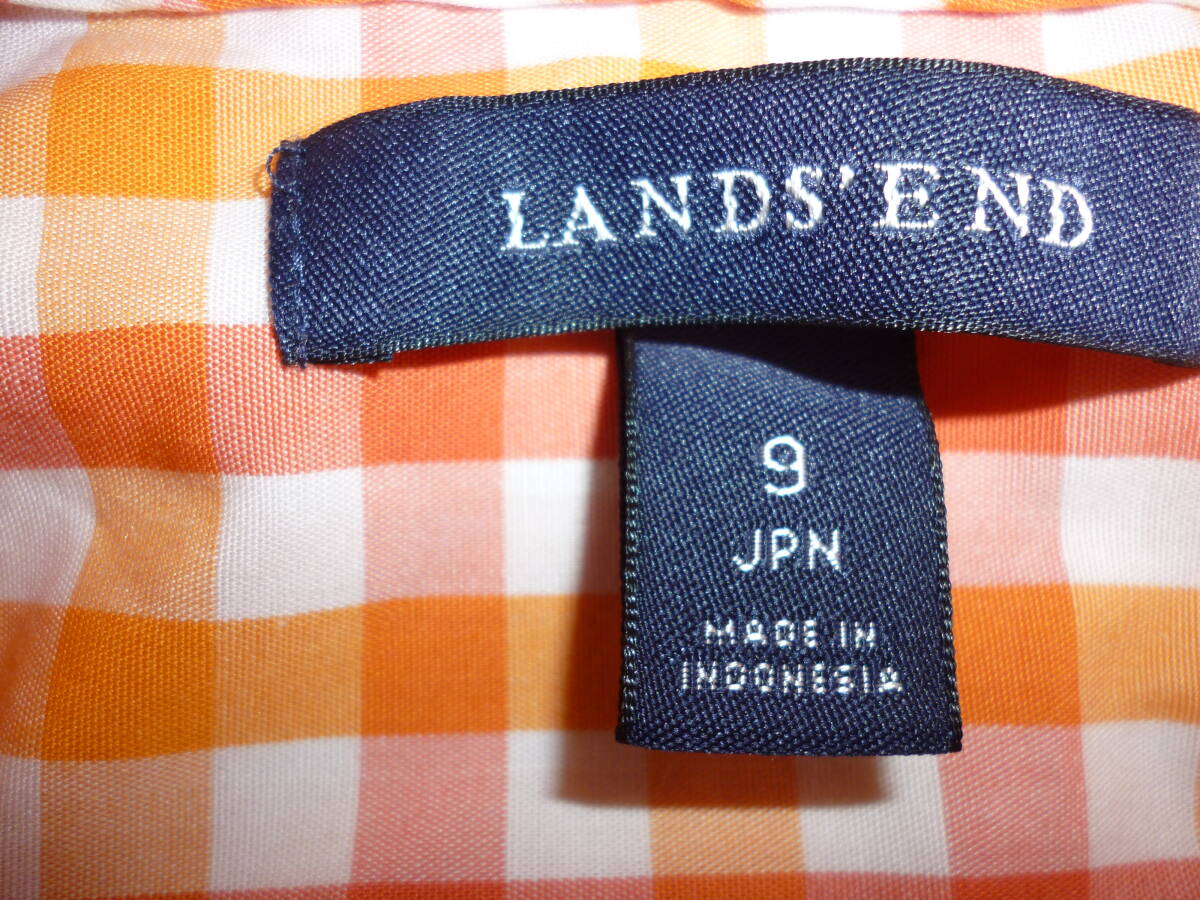 LANDS' END
9
JPN
MADE IN
INDONESIA